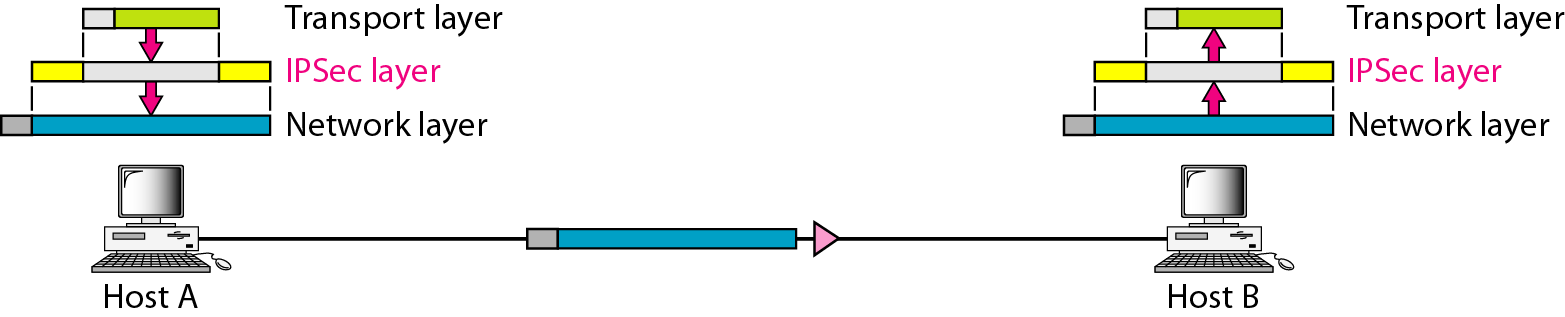 Transport layer
IPSec layer
Network layer
Host A
Transport layer
IPSec layer
Network layer
Host B